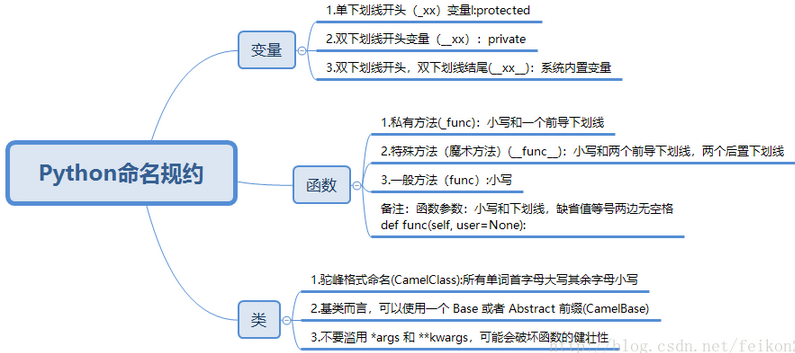 Python命名规约
变量
1.单下划线开头（_xx）变量l:protected
2.双下划线开头变量（__xx）：private
3.双下划线开头，双下划线结尾(__xx__)：系统内置变量
函数
1.私有方法(_func)：小写和一个前导下划线
2.特殊方法（魔术方法）(__func__)：小写和两个前导下划线，两个后置下划线
3.一般方法（func）:小写
备注：函数参数：小写和下划线，缺省值等号两边无空格
def func(self, user=None):
类
1.驼峰格式命名(CamelClass):所有单词首字母大写其余字母小写
2.基类而言，可以使用一个 Base 或者 Abstract 前缀(CamelBase)
3.不要滥用 *args 和 **kwargs，可能会破坏函数的健壮性
http://blog.csdn.net/feikon